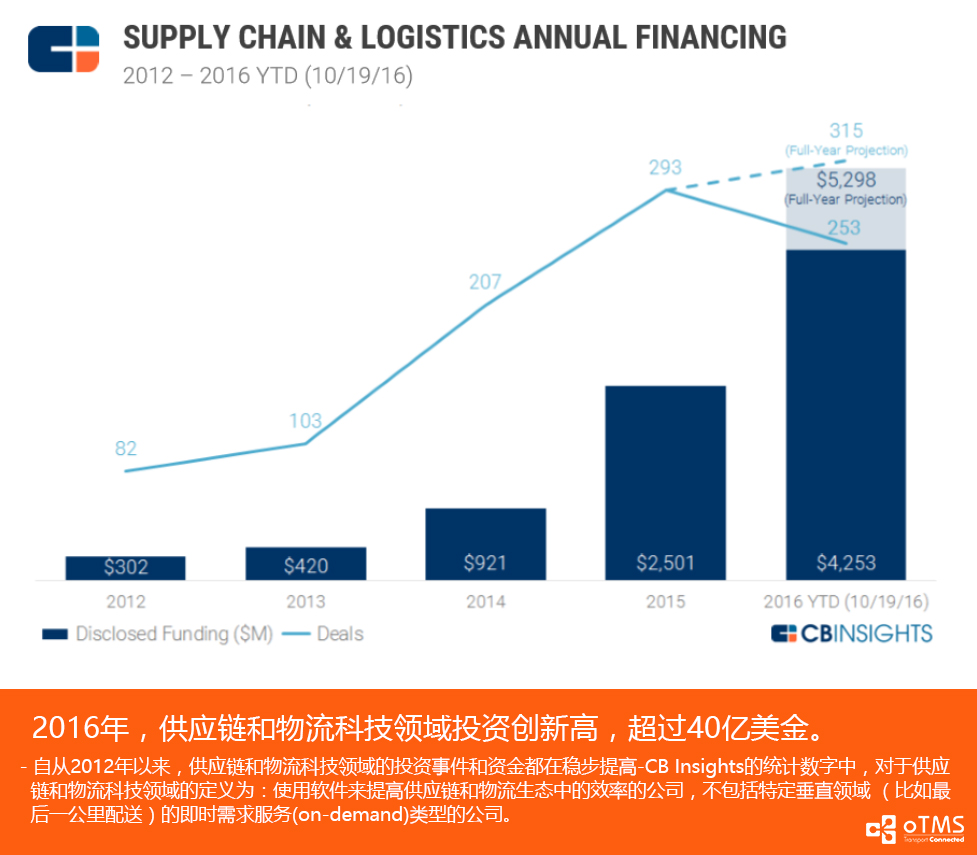 SUPPLY CHAIN & LOGISTICS ANNUAL FINANCING
2012 – 2016 YTD (10/19/16)
315
(Full-Year Projection)
293
$5,298
(Full-Year Projection)
253
207
103
82
$302
$420
$921
$2,501
$4,253
2012
2013
2014
2015
2016 YTD (10/19/16)
Disclosed Funding ($M)
Deals
CBINSIGHTS
2016年，供应链和物流科技领域投资创新高，超过40亿美金。
- 自从2012年以来，供应链和物流科技领域的投资事件和资金都在稳步提高-CB Insights的统计数字中，对于供应
链和物流科技领域的定义为：使用软件来提高供应链和物流生态中的效率的公司，不包括特定垂直领域（比如最
后一公里配送）的即时需求服务(on-demand)类型的公司。
oTMS
Transport Connected